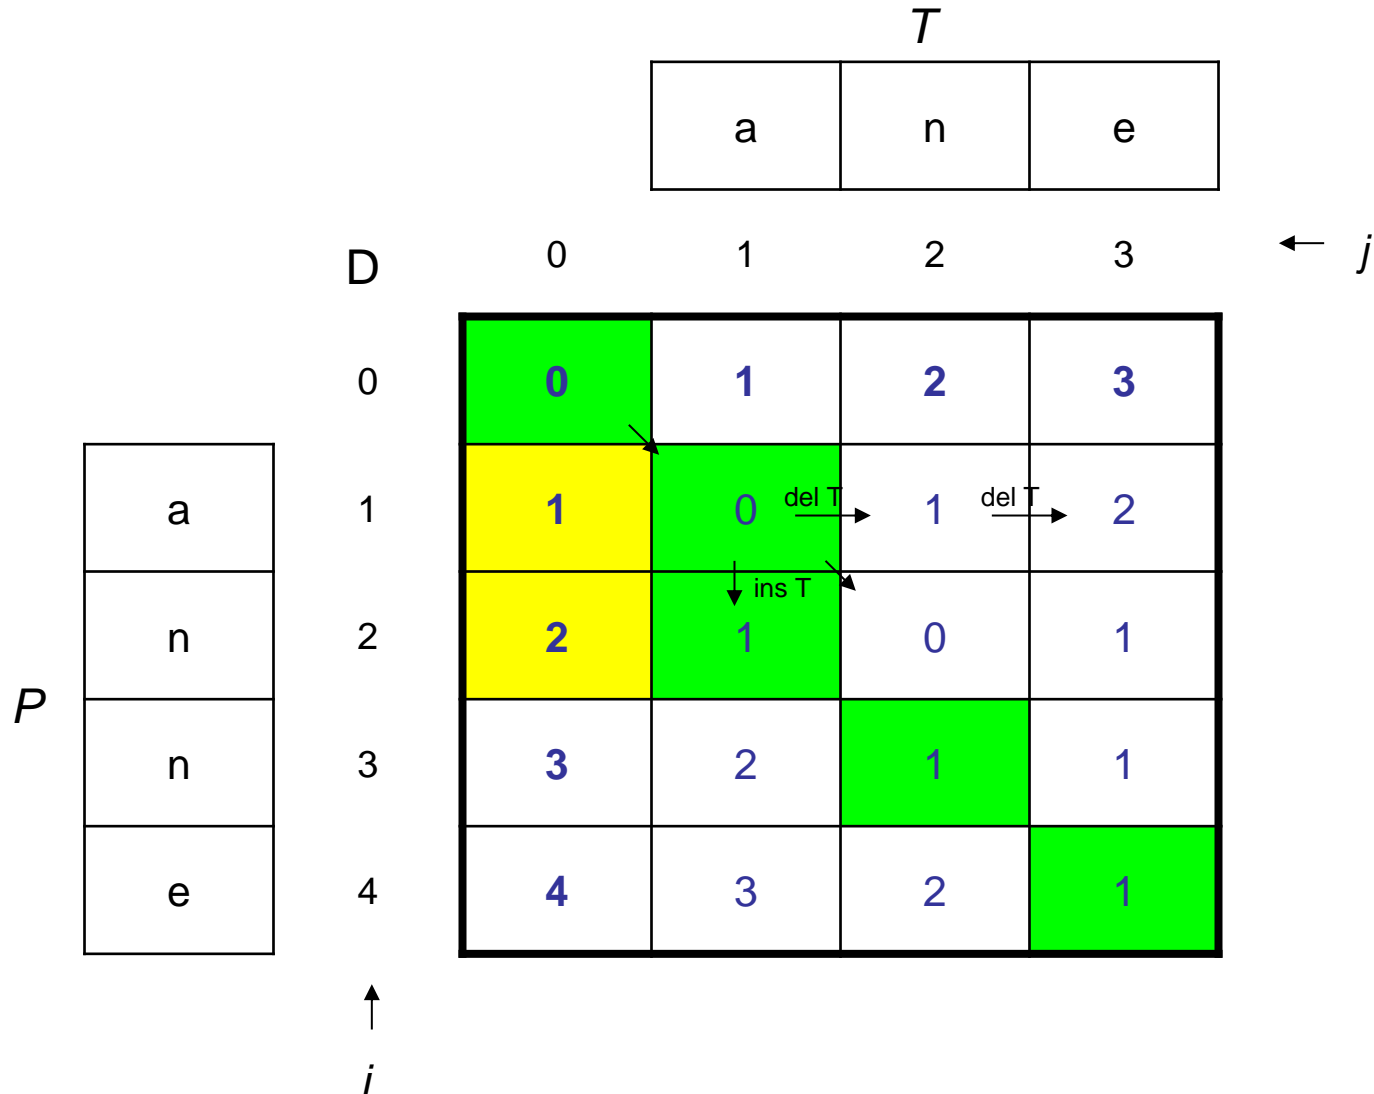 T
a n e
D 0 1 2 3 j
0 0 1 2 3
a 1 1 0 del T 1 del T 2
ins T
n 2 2 1 0 1
P
n 3 3 2 1 1
e 4 4 3 2 1
i